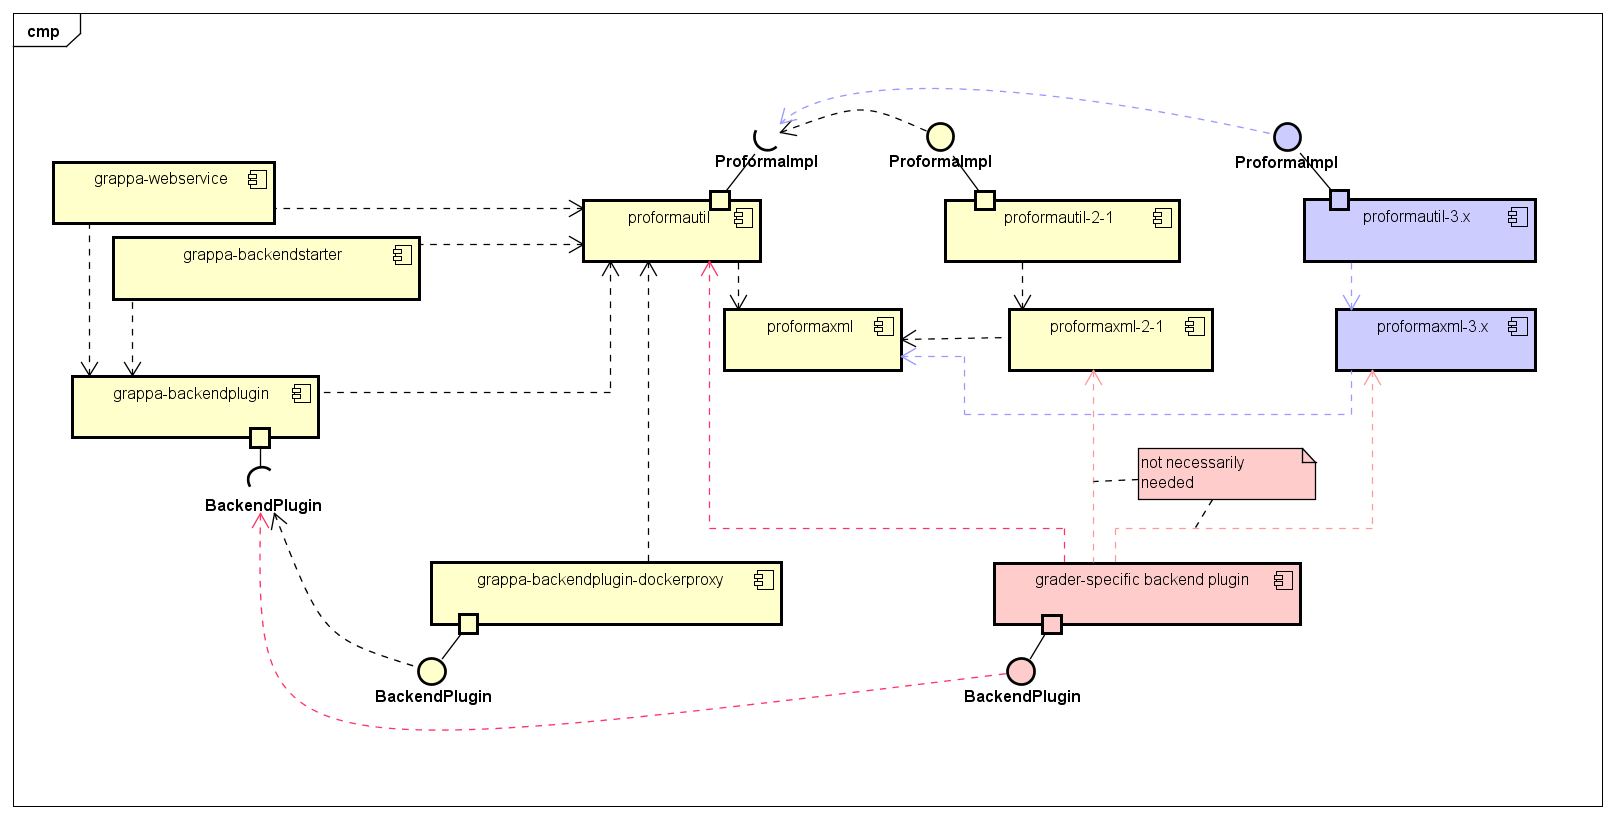 cmp
ProformaImpl
ProformaImpl
ProformaImpl
grappa-webservice
proformautil
proformautil-2-1
proformautil-3.x
grappa-backendstarter
proformaxml
proformaxml-2-1
proformaxml-3.x
grappa-backendplugin
not necessarily
needed
BackendPlugin
grappa-backendplugin-dockerproxy
grader-specific backend plugin
BackendPlugin
BackendPlugin